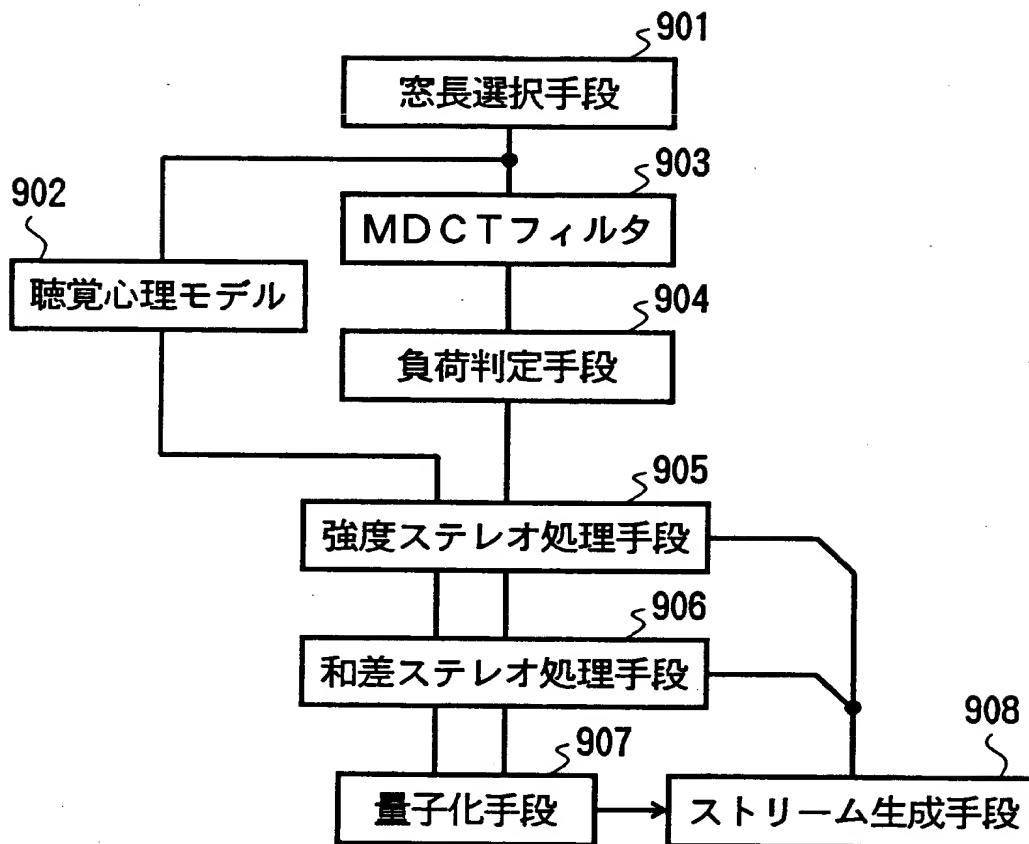 901
窓長選択手段
902
903
MDCTフィルタ
聴覚心理モデル
904
負荷判定手段
905
強度ステレオ処理手段
906
和差ステレオ処理手段
907
908
量子化手段
ストリーム生成手段